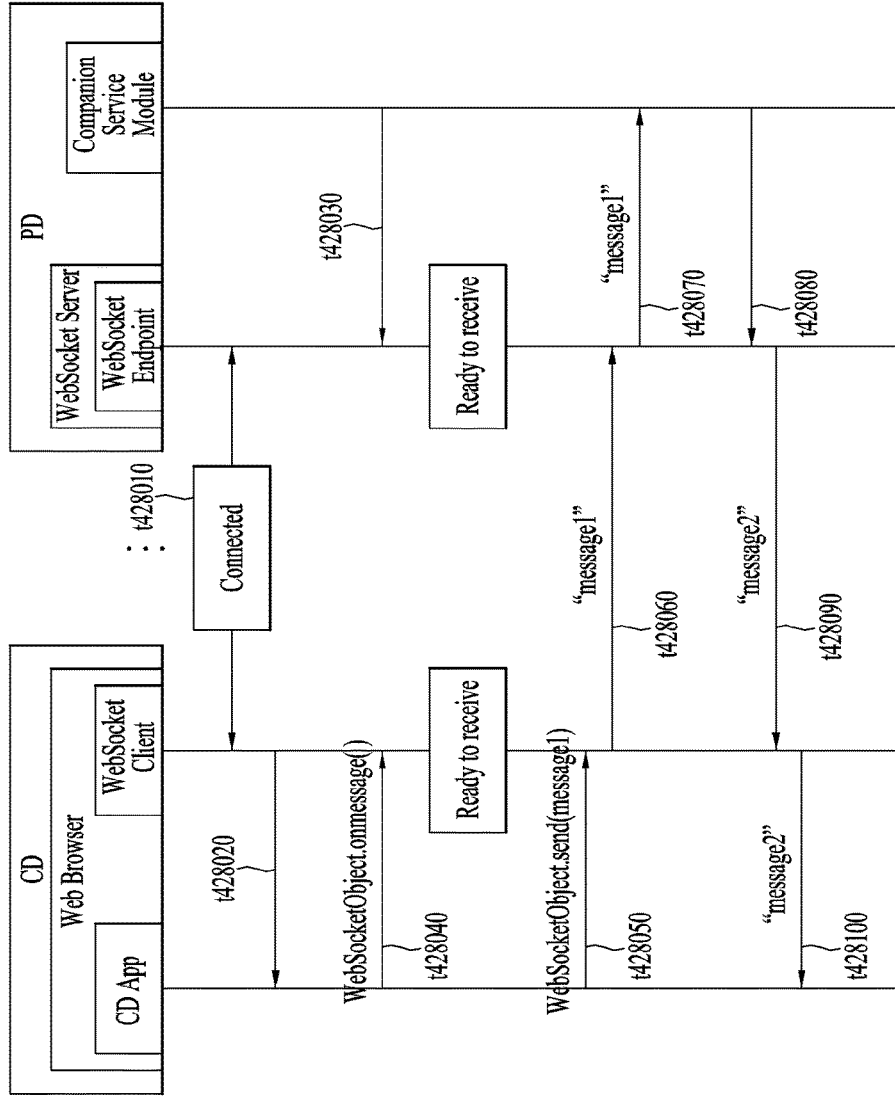 CD
Web Browser
CD App
WebSocket
Client
PD
WebSocket Server
WebSocket
Endpoint
Companion
Service
Module
t428010
Connected
t428020
t428030
WebSocketObject.onmessage()
t428040
Ready to receive
Ready to receive
WebSocketObject.send(message1)
t428050
“message1”
t428060
“message1”
t428070
t428080
“message2”
t428090
“message2”
t428100